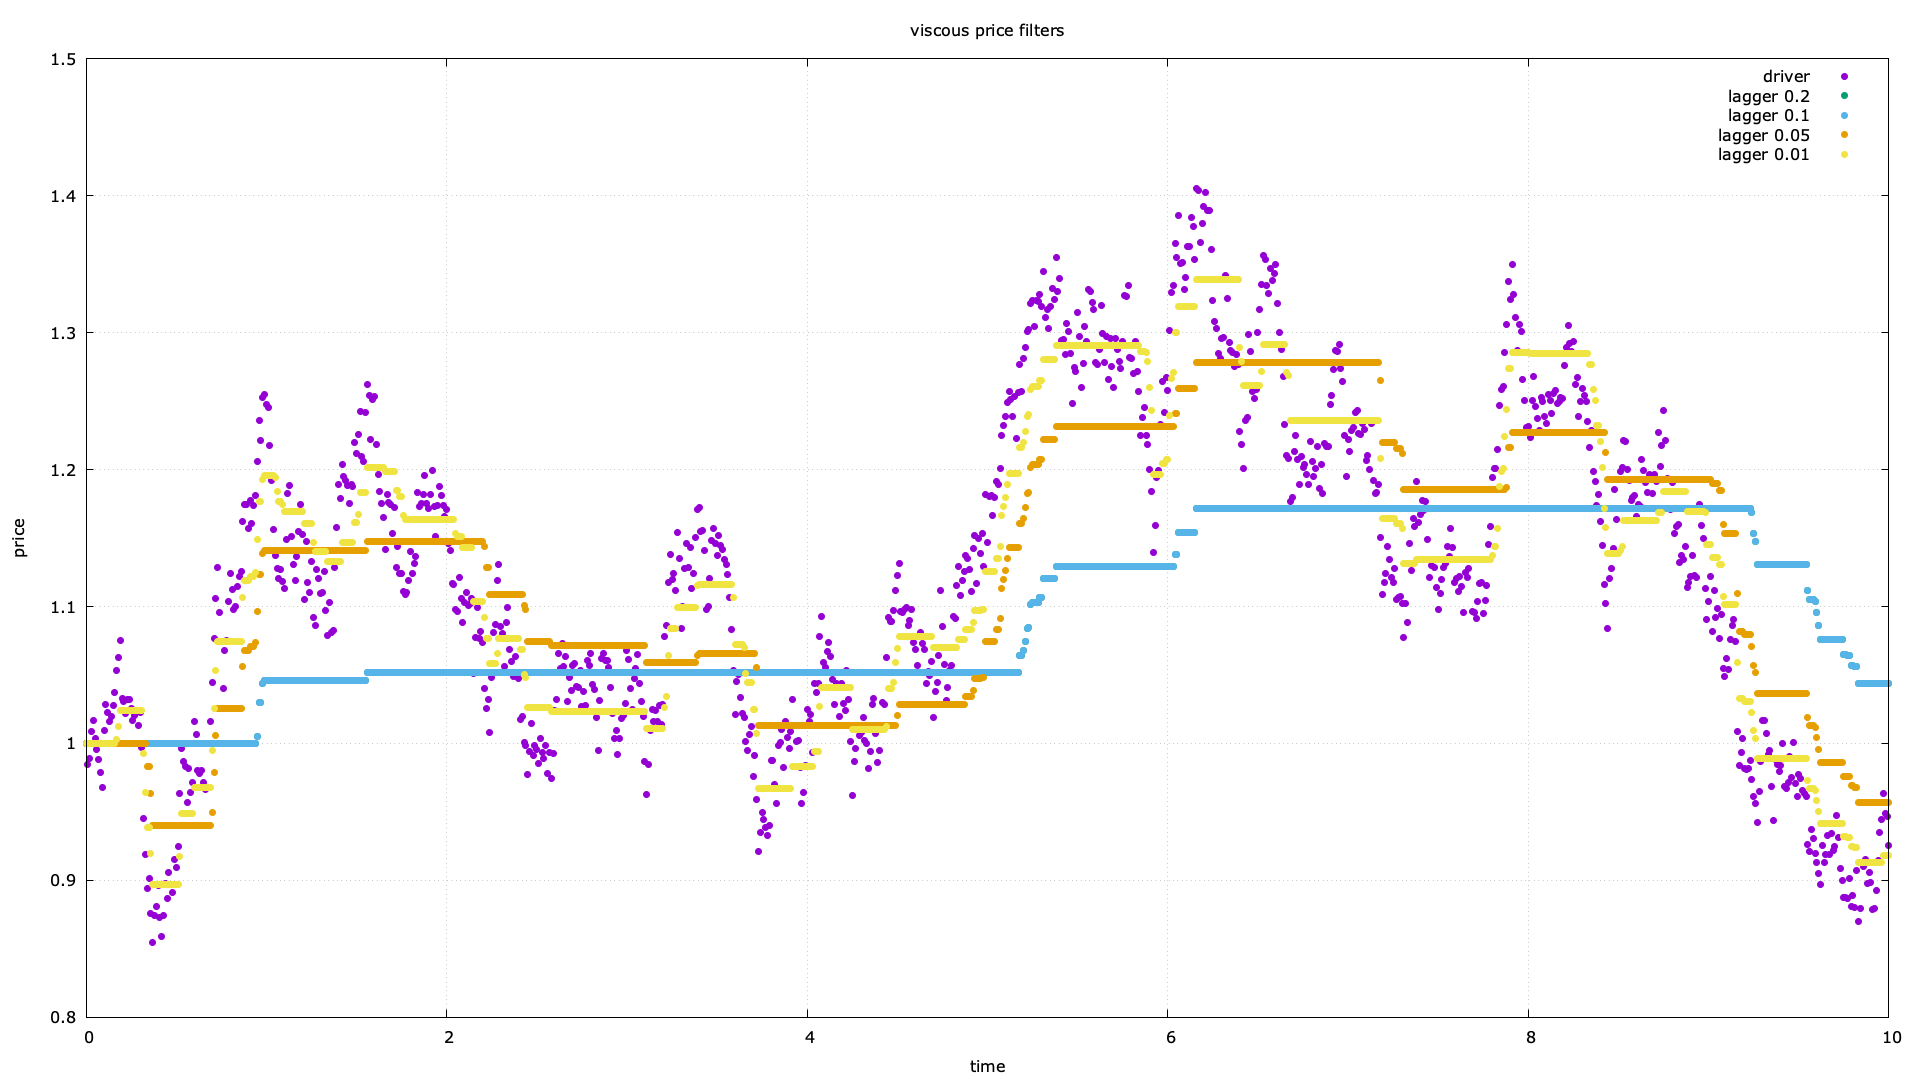 viscous price filters
1.5
1.4
1.3
1.2
1.1
1
0.9
0.8
price
driver
lagger 0.2
lagger 0.1
lagger 0.05
lagger 0.01
0 2 4 6 8 10
time